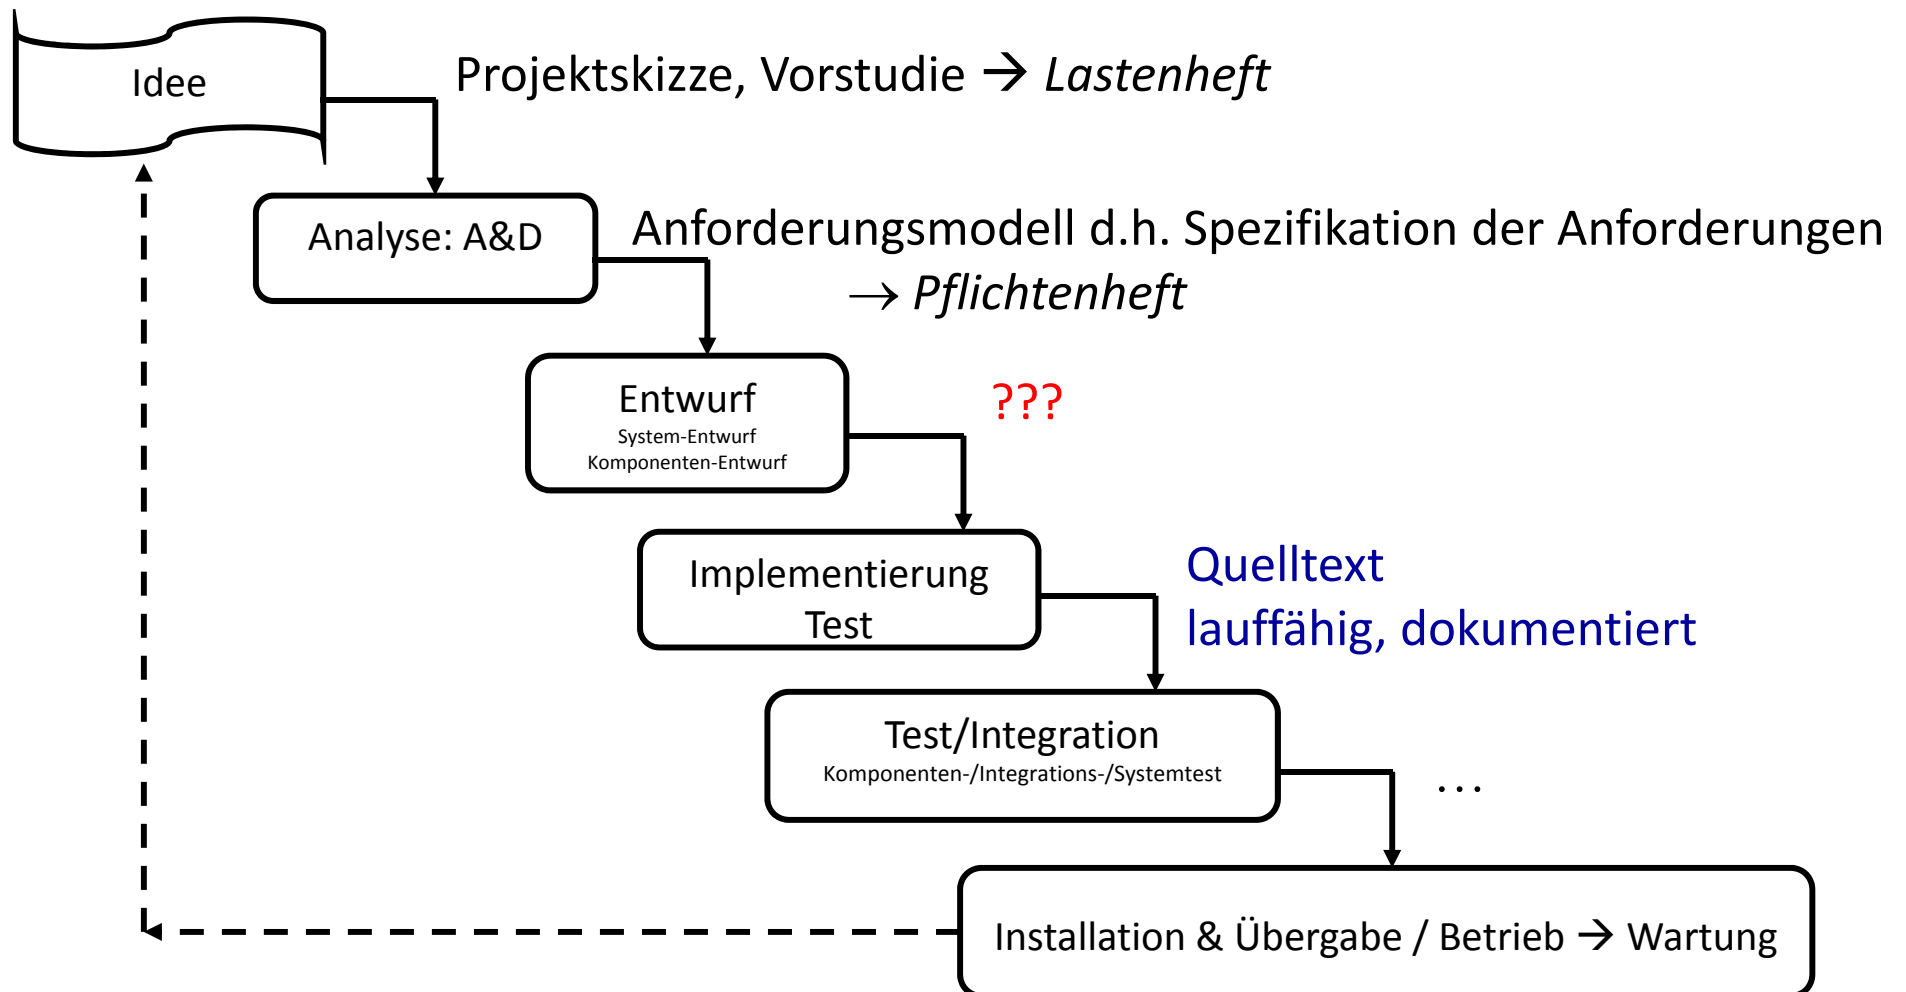 Idee
Projektskizze, Vorstudie → Lastenheft
Analyse: A&D
Anforderungsmodell d.h. Spezifikation der Anforderungen
→ Pflichtenheft
Entwurf
System-Entwurf
Komponenten-Entwurf
???
Implementierung
Test
Quelltext
lauffähig, dokumentiert
Test/Integration
Komponenten-/Integrations-/Systemtest
...
Installation & Übergabe / Betrieb → Wartung